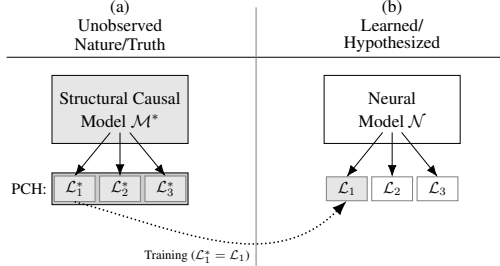 (a)
Unobserved
Nature/Truth
(b)
Learned/
Hypothesized
Structural Causal
Model ℳ*
Neural
Model 𝒩
PCH:
ℒ₁* ℒ₂* ℒ₃*
ℒ₁ ℒ₂ ℒ₃
Training (ℒ₁* = ℒ₁)